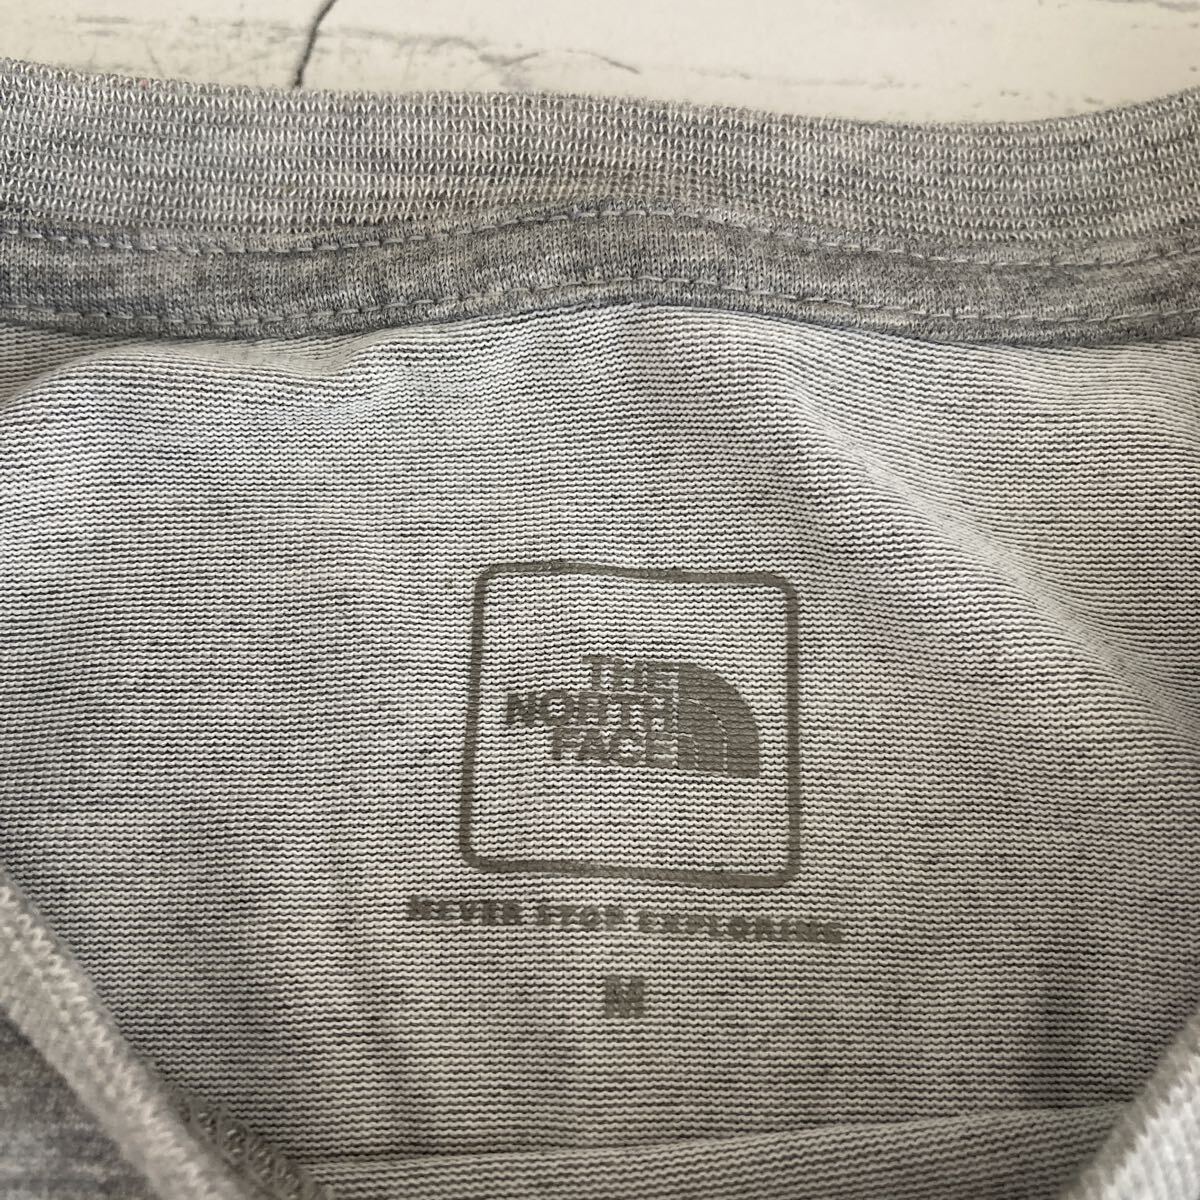 THE
NORTH
FACE
NEVER STOP EXPLORING
M